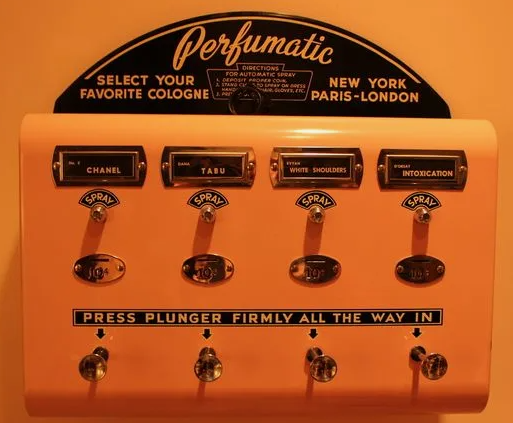 Perfumatic
SELECT YOUR
FAVORITE COLOGNE
DIRECTIONS
FOR AUTOMATIC SPRAY
1. DEPOSIT PROPER COIN.
2. STAND CLOSE TO SPRAY ON DRESS
HAIR, GLOVES, ETC.
3.
NEW YORK
PARIS-LONDON
No. 5
CHANEL
DANA
TABU
EVYAN
WHITE SHOULDERS
D'ORSAY
INTOXICATION
SPRAY
SPRAY
SPRAY
SPRAY
10¢
10¢
10¢
10¢
PRESS PLUNGER FIRMLY ALL THE WAY IN